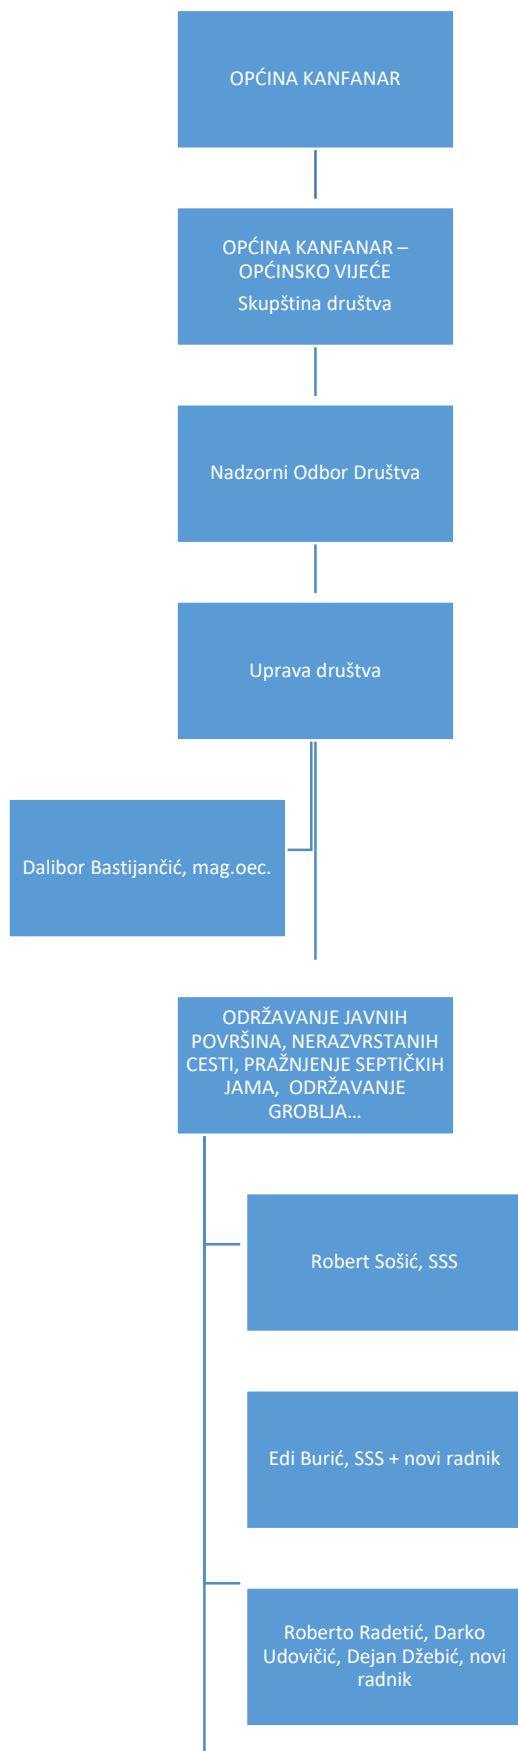 OPĆINA KANFANAR
OPĆINA KANFANAR –
OPĆINSKO VIJEĆE
Skupština društva
Nadzorni Odbor Društva
Uprava društva
Dalibor Bastijančić, mag.oec.
ODRŽAVANJE JAVNIH
POVRŠINA, NERAZVRSTANIH
CESTI, PRAŽNJENJE SEPTIČKIH
JAMA, ODRŽAVANJE
GROBLJA...
Robert Sošić, SSS
Edi Burić, SSS + novi radnik
Roberto Radetić, Darko
Udovičić, Dejan Džebić, novi
radnik